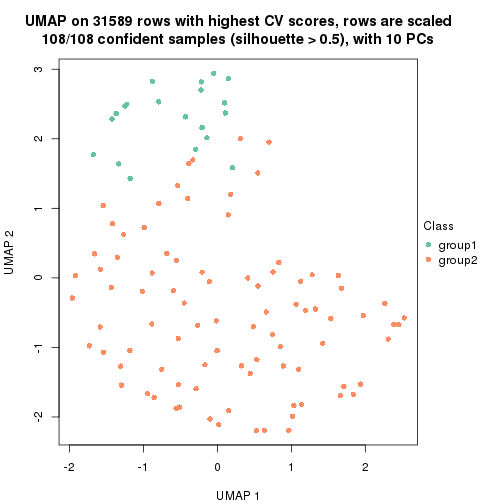 UMAP on 31589 rows with highest CV scores, rows are scaled
108/108 confident samples (silhouette > 0.5), with 10 PCs
3
2
1
0
-1
-2
UMAP 2
-2
-1
0
1
2
UMAP 1
Class
group1
group2